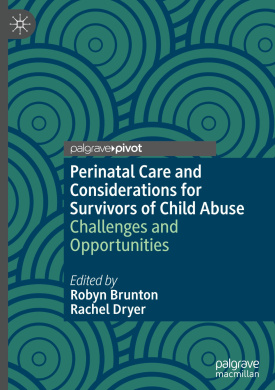 palgrave▸pivot
Perinatal Care and
Considerations for
Survivors of Child Abuse
Challenges and
Opportunities
Edited by
Robyn Brunton
Rachel Dryer
palgrave
macmillan